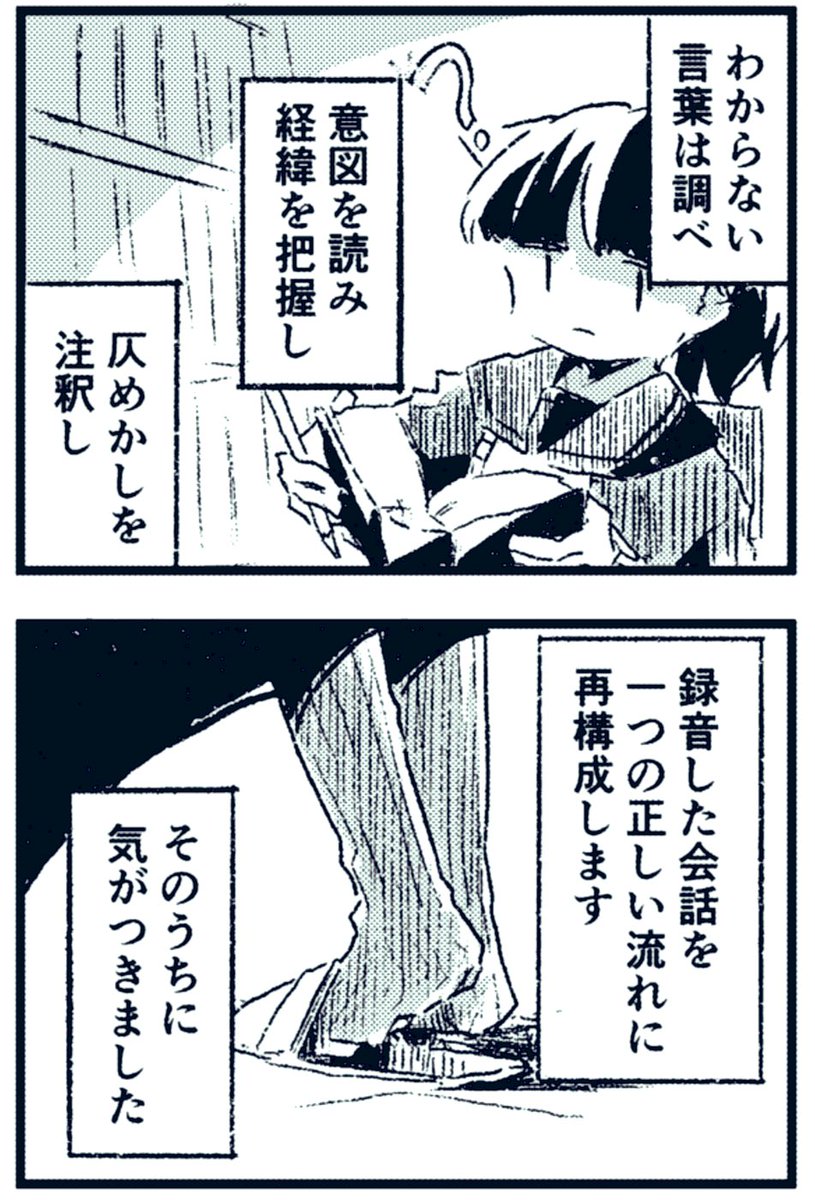 わからない
言葉は調べ
意図を読み
経緯を把握し
仄めかしを
注釈し
録音した会話を
一つの正しい流れに
再構成します
そのうちに
気がつきました